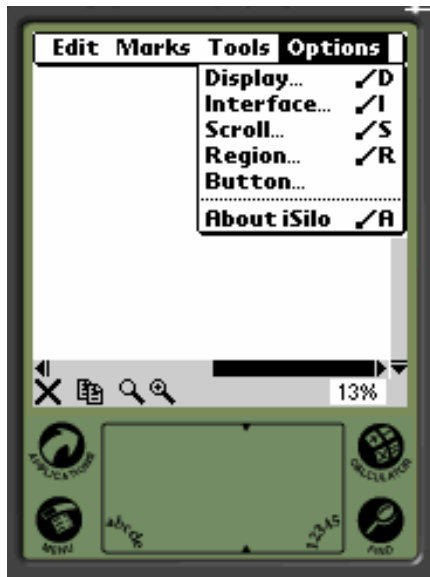 Edit Marks Tools Options
Display... D
Interface... I
Scroll... S
Region... R
Button...
About iSilo A
13%
APPLICATIONS
CALCULATOR
MENU
abcde
12345
FIND